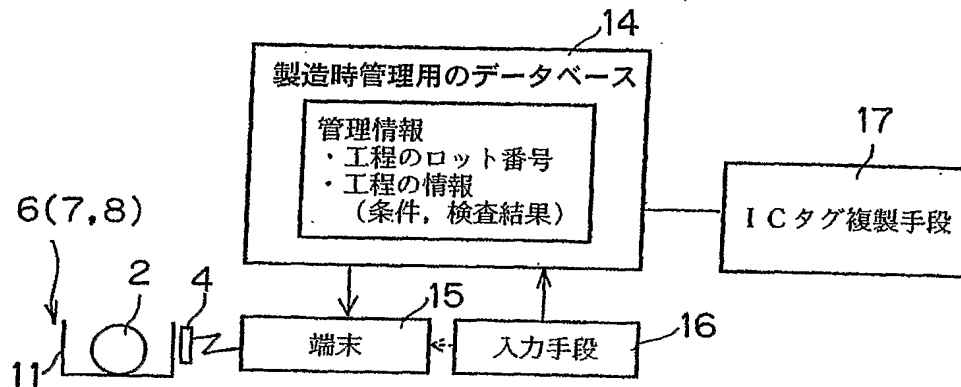 14
製造時管理用のデータベース
管理情報
・工程のロット番号
・工程の情報
(条件,検査結果)
17
ICタグ複製手段
6(7,8)
2
4
15
端末
16
入力手段
11